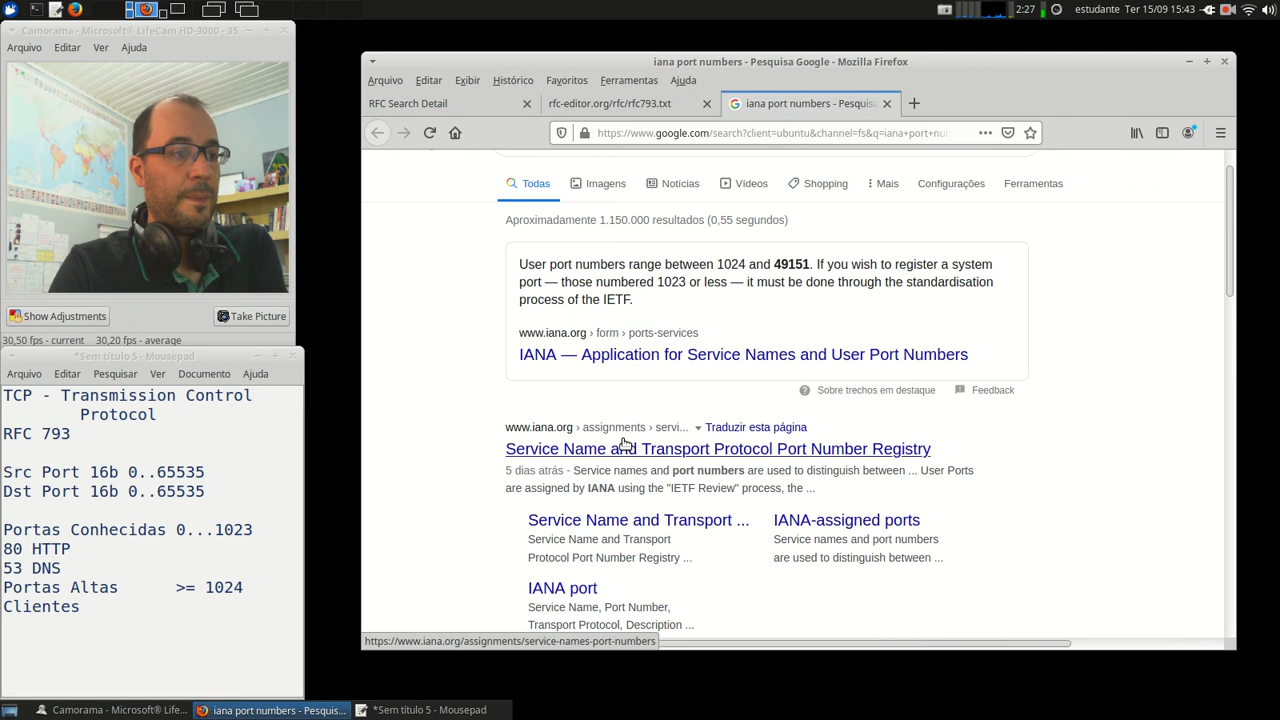 2:27
estudante Ter 15/09 15:43
Camorama - Microsoft® LifeCam HD-3000 - 35
Arquivo Editar Ver Ajuda
Show Adjustments
Take Picture
30,50 fps - current 30,20 fps - average
*Sem título 5 - Mousepad
Arquivo Editar Pesquisar Ver Documento Ajuda
TCP - Transmission Control
Protocol
RFC 793
Src Port 16b 0..65535
Dst Port 16b 0..65535
Portas Conhecidas 0...1023
80 HTTP
53 DNS
Portas Altas >= 1024
Clientes
iana port numbers - Pesquisa Google - Mozilla Firefox
Arquivo Editar Exibir Histórico Favoritos Ferramentas Ajuda
RFC Search Detail
rfc-editor.org/rfc/rfc793.txt
iana port numbers - Pesquis
https://www.google.com/search?client=ubuntu&channel=fs&q=iana+port+nu
Todas Imagens Notícias Vídeos Shopping Mais Configurações Ferramentas
Aproximadamente 1.150.000 resultados (0,55 segundos)
User port numbers range between 1024 and 49151. If you wish to register a system
port — those numbered 1023 or less — it must be done through the standardisation
process of the IETF.
www.iana.org › form › ports-services
IANA — Application for Service Names and User Port Numbers
Sobre trechos em destaque Feedback
www.iana.org › assignments › servi... Traduzir esta página
Service Name and Transport Protocol Port Number Registry
5 dias atrás - Service names and port numbers are used to distinguish between ... User Ports
are assigned by IANA using the "IETF Review" process, the ...
Service Name and Transport ...
Service Name and Transport
Protocol Port Number Registry ...
IANA-assigned ports
Service names and port numbers
are used to distinguish between ...
IANA port
Service Name, Port Number,
Transport Protocol, Description ...
https://www.iana.org/assignments/service-names-port-numbers
Camorama - Microsoft® Life...
iana port numbers - Pesquis...
*Sem título 5 - Mousepad